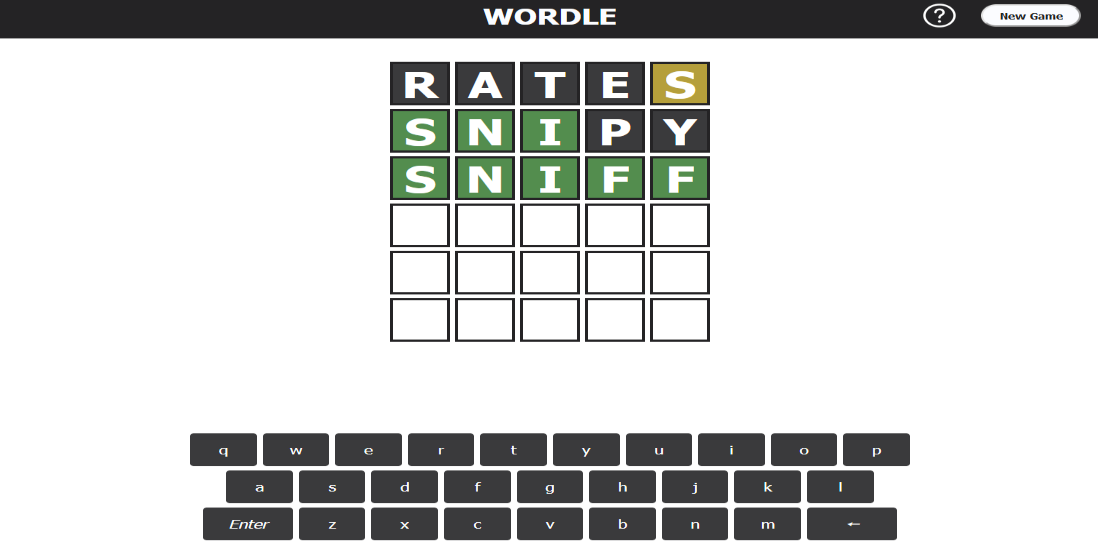 WORDLE ? New Game
R A T E S
S N I P Y
S N I F F
q w e r t y u i o p
a s d f g h j k l
Enter z x c v b n m ←